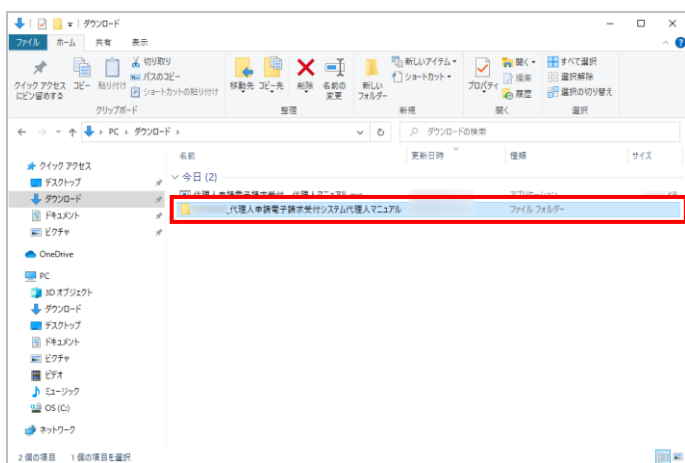 ダウンロード
ファイル ホーム 共有 表示
クイック アクセスにピン留めする コピー 貼り付け 切り取り パスのコピー ショートカットの貼り付け 移動先 コピー先 削除 名前の変更 新しいフォルダー 新しいアイテム ショートカット プロパティ 開く 編集 履歴 すべて選択 選択解除 選択の切り替え
クリップボード 整理 新規 開く 選択
PC › ダウンロード › ダウンロードの検索
名前 更新日時 種類 サイズ
クイック アクセス
今日 (2)
デスクトップ
ダウンロード
_代理人申請電子請求受付システム代理人マニュアル ファイル フォルダー
ドキュメント
ピクチャ
OneDrive
PC
3D オブジェクト
ダウンロード
デスクトップ
ドキュメント
ピクチャ
ビデオ
ミュージック
OS (C:)
ネットワーク
2 個の項目 1 個の項目を選択